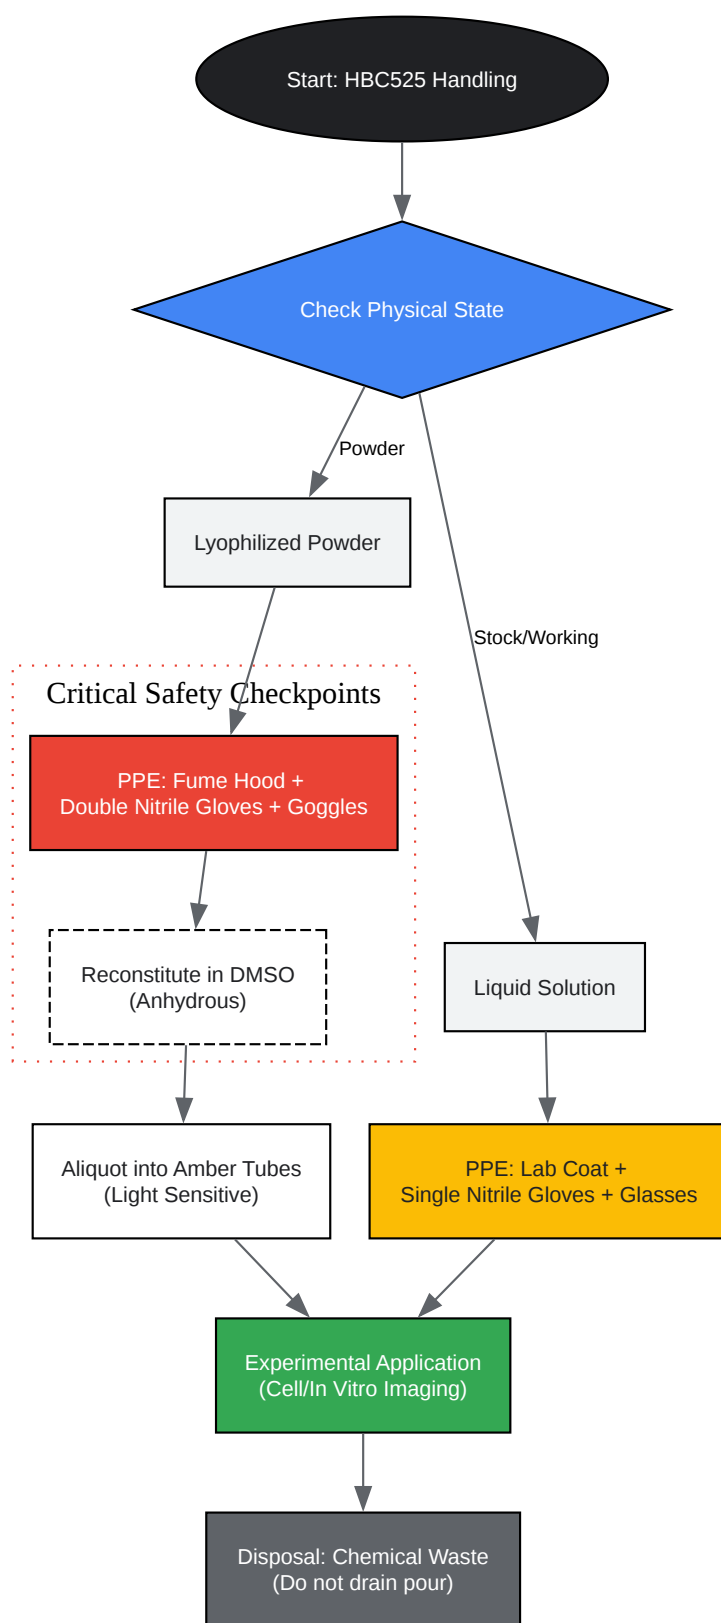 Start: HBC525 Handling
Check Physical State
Powder
Lyophilized Powder
Stock/Working
Critical Safety Checkpoints
PPE: Fume Hood +
Double Nitrile Gloves + Goggles
Reconstitute in DMSO
(Anhydrous)
Liquid Solution
Aliquot into Amber Tubes
(Light Sensitive)
PPE: Lab Coat +
Single Nitrile Gloves + Glasses
Experimental Application
(Cell/In Vitro Imaging)
Disposal: Chemical Waste
(Do not drain pour)